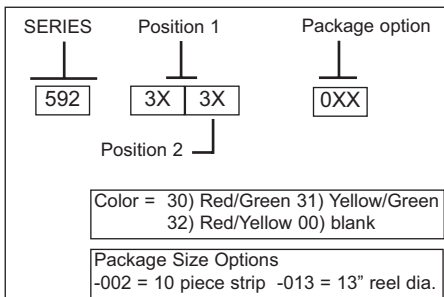 SERIES Position 1 Package option
592 3X 3X 0XX
Position 2
Color = 30) Red/Green 31) Yellow/Green
32) Red/Yellow 00) blank
Package Size Options
-002 = 10 piece strip -013 = 13” reel dia.